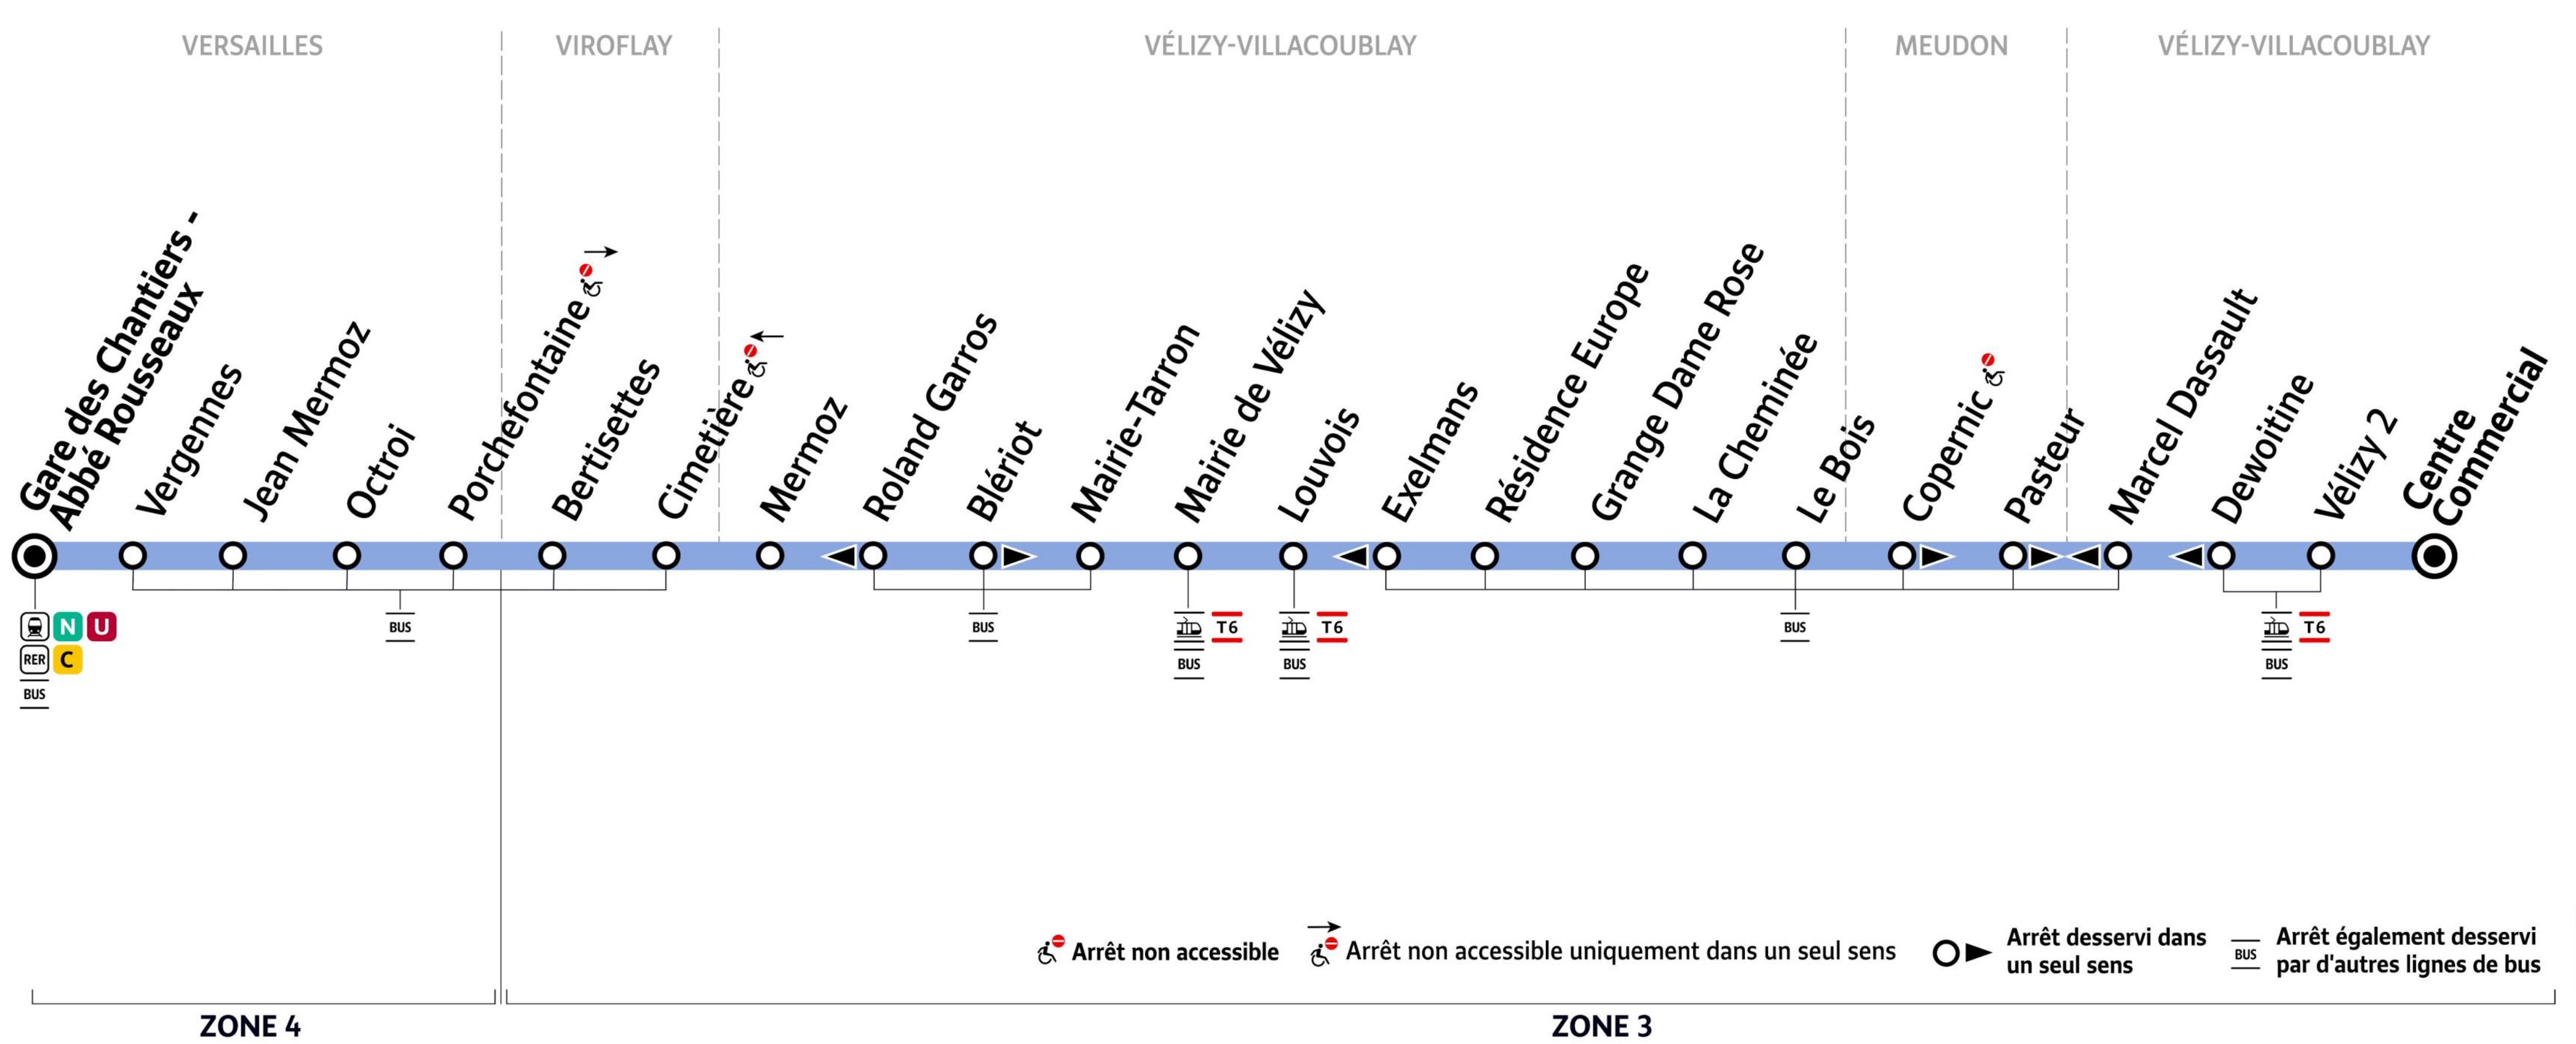 VERSAILLES
VIROFLAY
VÉLIZY-VILLACOUBLAY
MEUDON
VÉLIZY-VILLACOUBLAY
Gare des Chantiers -
Abbé Rousseaux
Vergennes
Jean Mermoz
Octroi
Porchefontaine
Bertisettes
Cimetière
Mermoz
Roland Garros
Blériot
Mairie-Tarron
Mairie de Vélizy
Louvois
Exelmans
Résidence Europe
Grange Dame Rose
La Cheminée
Le Bois
Copernic
Pasteur
Marcel Dassault
Dewoitine
Vélizy 2
Centre
Commercial
N U
RER C
BUS
BUS
BUS
T6
BUS
T6
BUS
BUS
T6
BUS
Arrêt non accessible
Arrêt non accessible uniquement dans un seul sens
Arrêt desservi dans
un seul sens
BUS
Arrêt également desservi
par d'autres lignes de bus
ZONE 4
ZONE 3